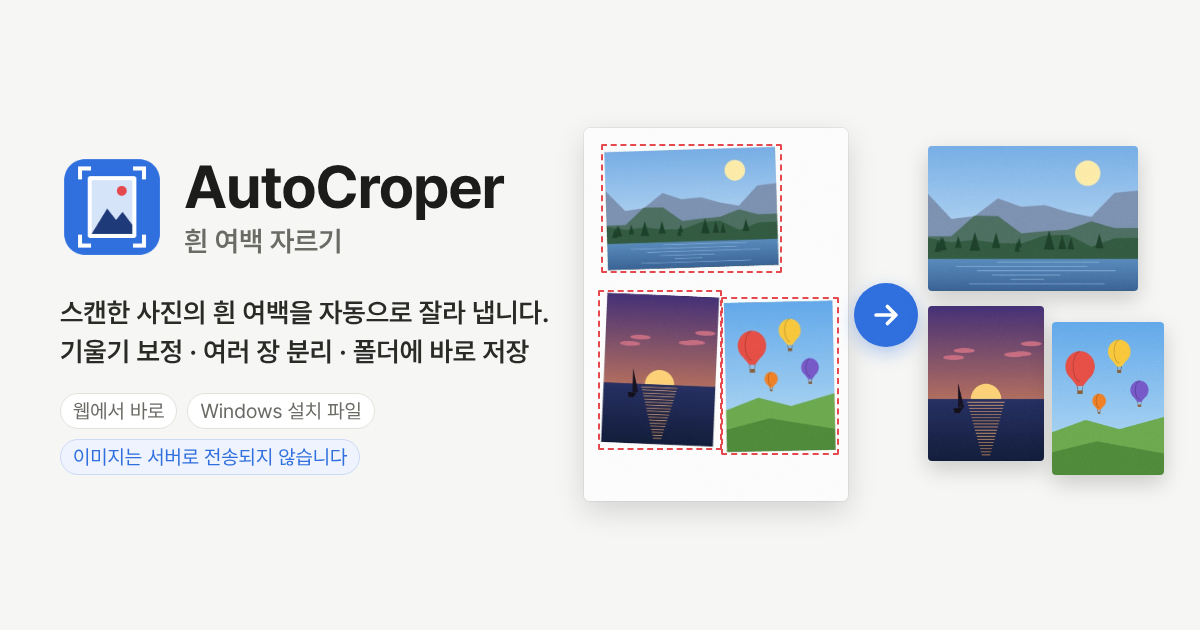 AutoCroper
흰 여백 자르기
스캔한 사진의 흰 여백을 자동으로 잘라 냅니다.
기울기 보정 · 여러 장 분리 · 폴더에 바로 저장
웹에서 바로
Windows 설치 파일
이미지는 서버로 전송되지 않습니다